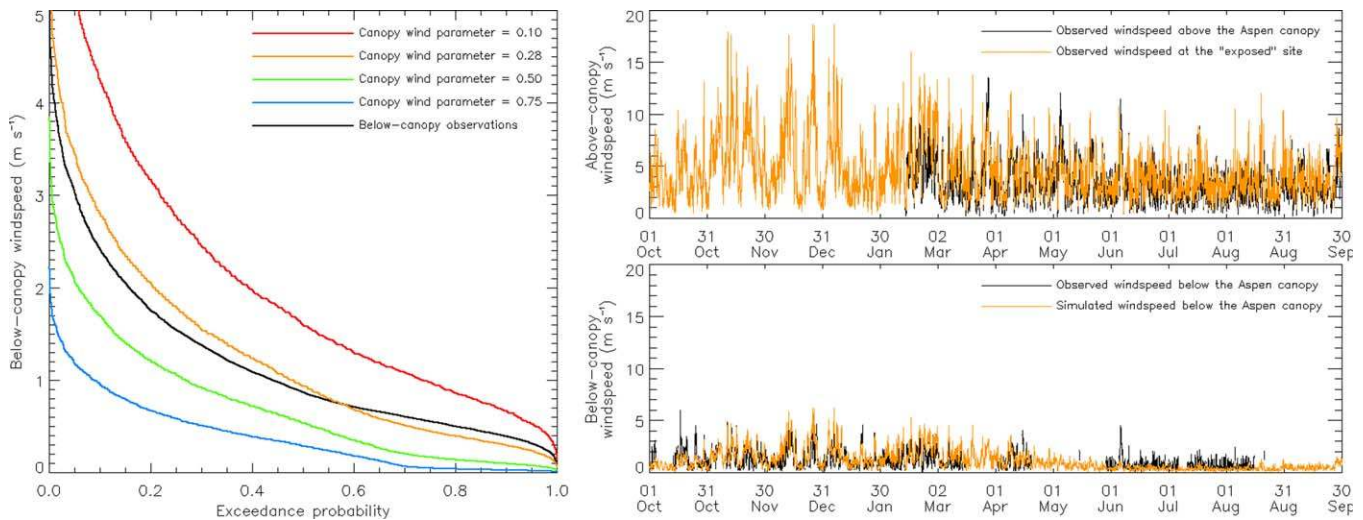 Below−canopy windspeed (m s⁻¹)
5
4
3
2
1
0
Canopy wind parameter = 0.10
Canopy wind parameter = 0.28
Canopy wind parameter = 0.50
Canopy wind parameter = 0.75
Below−canopy observations
0.0 0.2 0.4 0.6 0.8 1.0
Exceedance probability
Above−canopy
windspeed (m s⁻¹)
20
15
10
5
0
Observed windspeed above the Aspen canopy
Observed windspeed at the "exposed" site
01 31 30 31 30 02 01 01 01 01 01 31 30
Oct Oct Nov Dec Jan Mar Apr May Jun Jul Aug Aug Sep
Below−canopy
windspeed (m s⁻¹)
20
15
10
5
0
Observed windspeed below the Aspen canopy
Simulated windspeed below the Aspen canopy
01 31 30 31 30 02 01 01 01 01 01 31 30
Oct Oct Nov Dec Jan Mar Apr May Jun Jul Aug Aug Sep